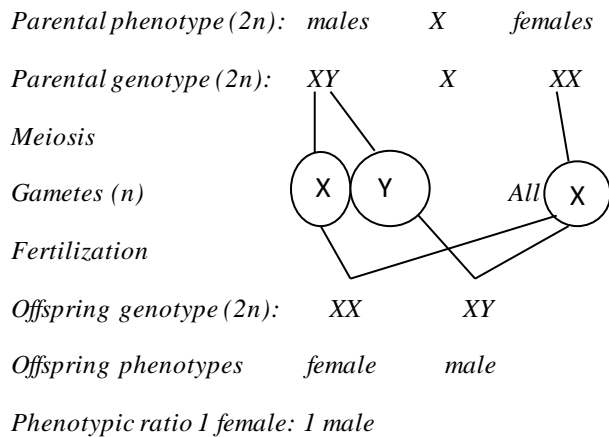 Parental phenotype (2n): males X females
Parental genotype (2n): XY X XX
Meiosis
Gametes (n) X Y All X
Fertilization
Offspring genotype (2n): XX XY
Offspring phenotypes female male
Phenotypic ratio 1 female: 1 male